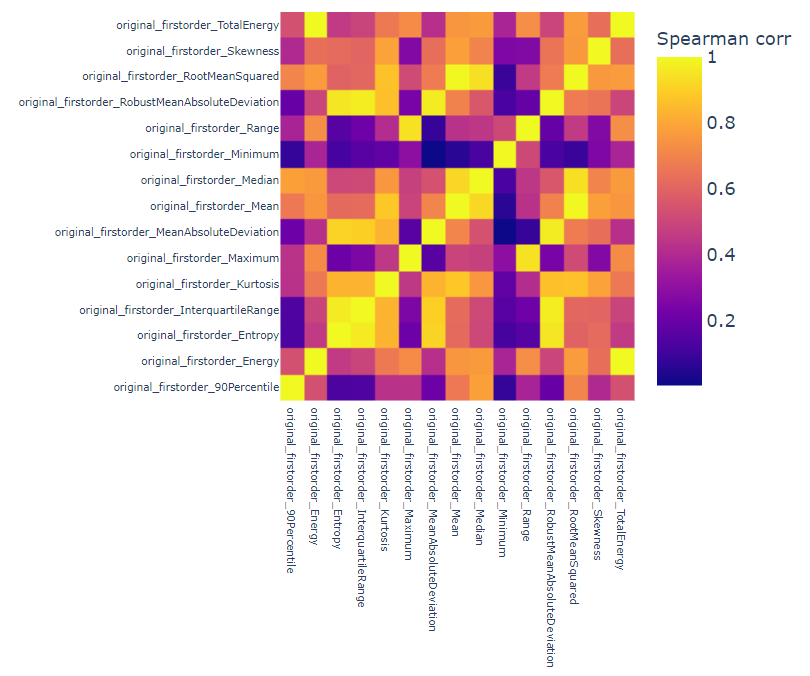 original_firstorder_TotalEnergy
original_firstorder_Skewness
original_firstorder_RootMeanSquared
original_firstorder_RobustMeanAbsoluteDeviation
original_firstorder_Range
original_firstorder_Minimum
original_firstorder_Median
original_firstorder_Mean
original_firstorder_MeanAbsoluteDeviation
original_firstorder_Maximum
original_firstorder_Kurtosis
original_firstorder_InterquartileRange
original_firstorder_Entropy
original_firstorder_Energy
original_firstorder_90Percentile
original_firstorder_90Percentile
original_firstorder_Energy
original_firstorder_Entropy
original_firstorder_InterquartileRange
original_firstorder_Kurtosis
original_firstorder_Maximum
original_firstorder_MeanAbsoluteDeviation
original_firstorder_Mean
original_firstorder_Median
original_firstorder_Minimum
original_firstorder_Range
original_firstorder_RobustMeanAbsoluteDeviation
original_firstorder_RootMeanSquared
original_firstorder_Skewness
original_firstorder_TotalEnergy
Spearman corr
1
0.8
0.6
0.4
0.2